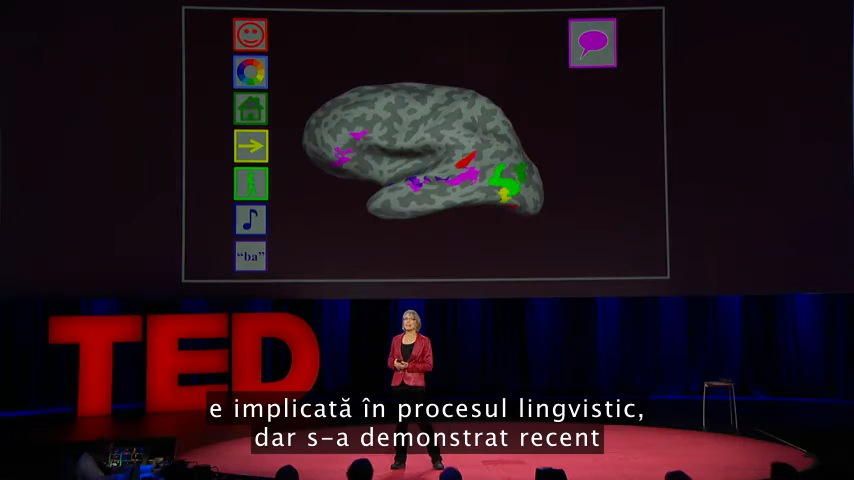 “ba”
TED
e implicată în procesul lingvistic,
dar s-a demonstrat recent